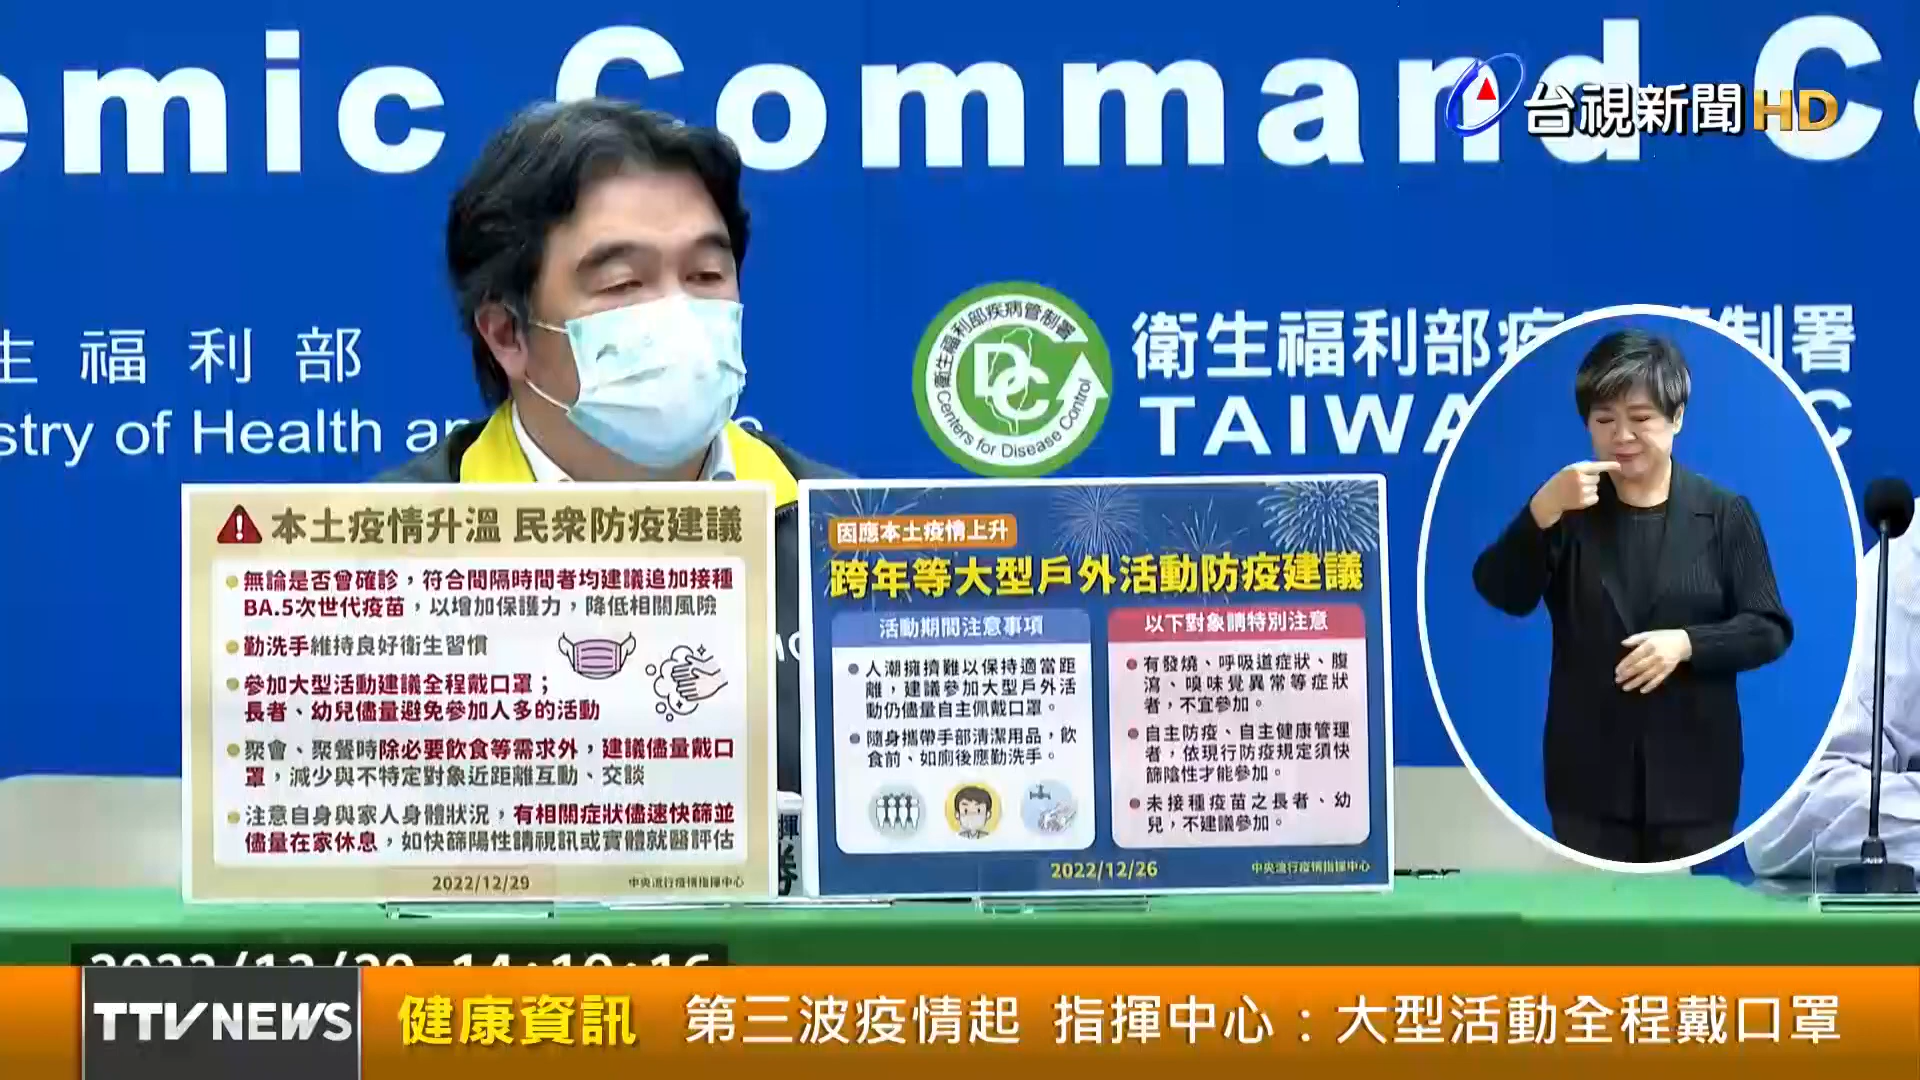 emic Command C
台視新聞HD
生福利部
stry of Health
衛生福利部疾病管制署
Centers for Disease Control
DC
衛生福利部 制署
TAIWA C
本土疫情升溫 民眾防疫建議
無論是否曾確診，符合間隔時間者均建議追加接種
BA.5次世代疫苗，以增加保護力，降低相關風險
勤洗手維持良好衛生習慣
參加大型活動建議全程戴口罩；
長者、幼兒儘量避免參加人多的活動
聚會、聚餐時除必要飲食等需求外，建議儘量戴口
罩，減少與不特定對象近距離互動、交談
注意自身與家人身體狀況，有相關症狀儘速快篩並
儘量在家休息，如快篩陽性請視訊或實體就醫評估
2022/12/29
中央流行疫情指揮中心
因應本土疫情上升
跨年等大型戶外活動防疫建議
活動期間注意事項
人潮擁擠難以保持適當距
離，建議參加大型戶外活
動仍儘量自主佩戴口罩。
隨身攜帶手部清潔用品，飲
食前、如廁後應勤洗手。
以下對象請特別注意
有發燒、呼吸道症狀、腹
瀉、嗅味覺異常等症狀
者，不宜參加。
自主防疫、自主健康管理
者，依現行防疫規定須快
篩陰性才能參加。
未接種疫苗之長者、幼
兒，不建議參加。
2022/12/26
中央流行疫情指揮中心
2022/12/29 14:10:16
TTV NEWS
健康資訊 第三波疫情起 指揮中心：大型活動全程戴口罩